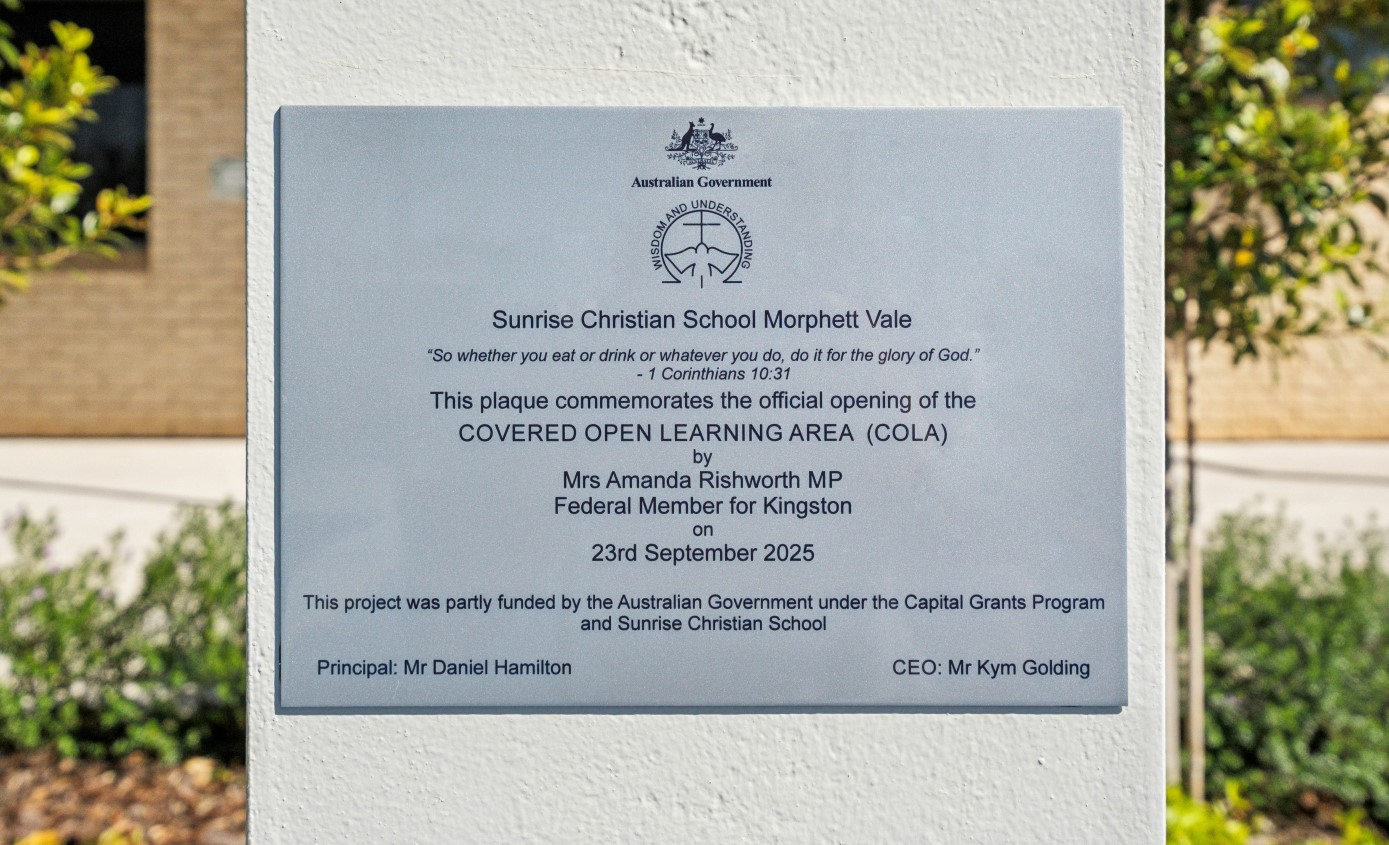 Australian Government
WISDOM AND UNDERSTANDING
Sunrise Christian School Morphett Vale
“So whether you eat or drink or whatever you do, do it for the glory of God.”
- 1 Corinthians 10:31
This plaque commemorates the official opening of the
COVERED OPEN LEARNING AREA (COLA)
by
Mrs Amanda Rishworth MP
Federal Member for Kingston
on
23rd September 2025
This project was partly funded by the Australian Government under the Capital Grants Program
and Sunrise Christian School
Principal: Mr Daniel Hamilton
CEO: Mr Kym Golding